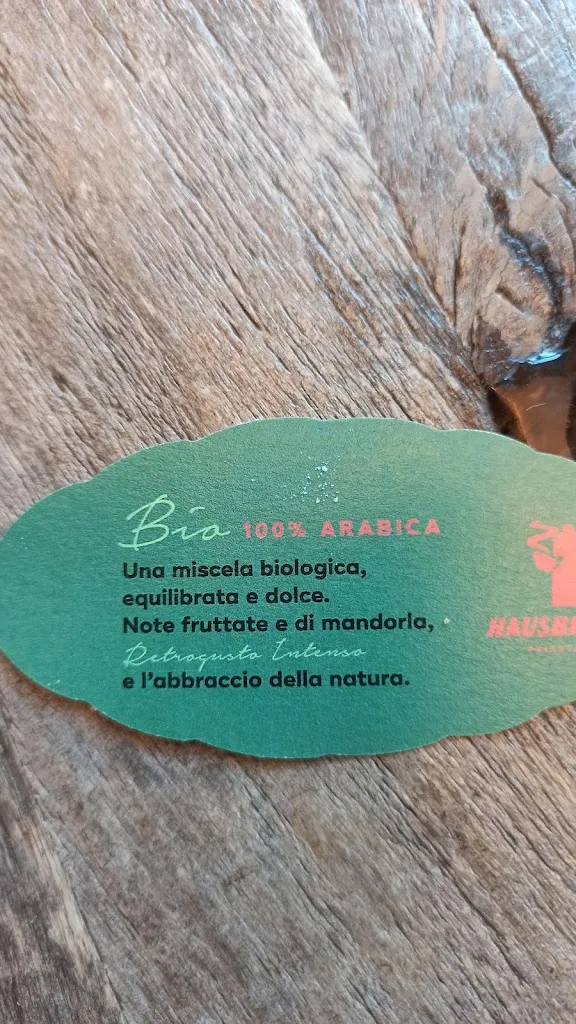 Bio 100% ARABICA
Una miscela biologica,
equilibrata e dolce.
Note fruttate e di mandorla,
Retrogusto Intenso
e l'abbraccio della natura.